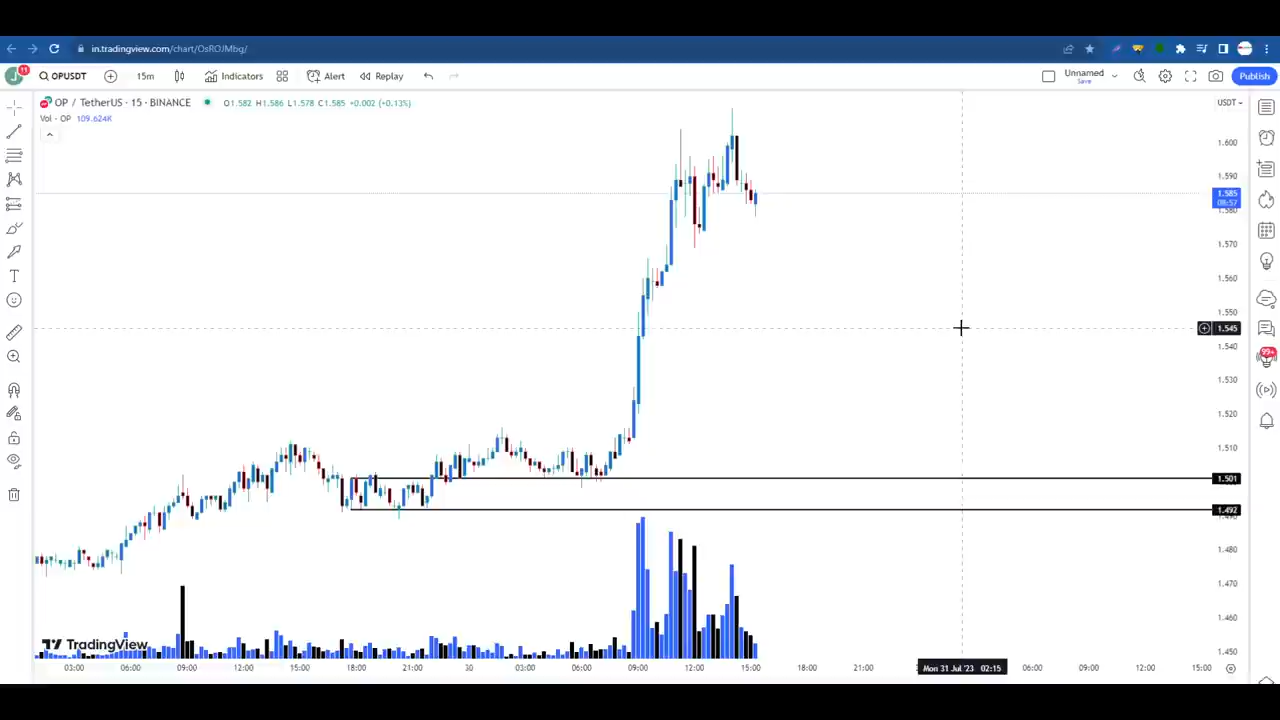 in.tradingview.com/chart/OsROJMbg/
11
OPUSDT
15m
Indicators
Alert
Replay
Unnamed
Save
Publish
OP / TetherUS · 15 · BINANCE
O1.582 H1.586 L1.578 C1.585 +0.002 (+0.13%)
USDT
Vol · OP 109.624K
1.600
1.590
1.585
08:57
1.580
1.570
1.560
1.550
1.545
1.540
1.530
99+
1.520
1.510
1.501
1.492
1.480
1.470
1.460
TradingView
1.450
03:00 06:00 09:00 12:00 15:00 18:00 21:00 30 03:00 06:00 09:00 12:00 15:00 18:00 21:00 Mon 31 Jul '23 02:15 06:00 09:00 12:00 15:00